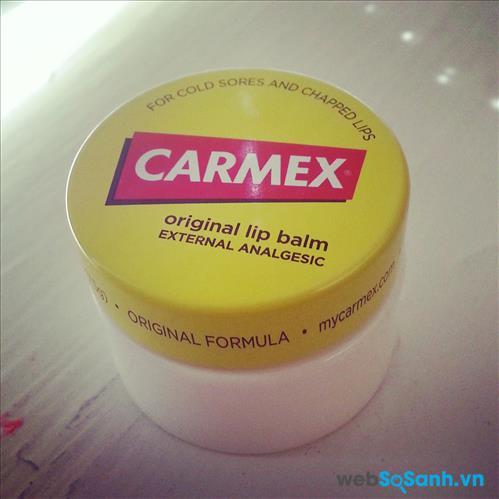 FOR COLD SORES AND CHAPPED LIPS
CARMEX®
original lip balm
EXTERNAL ANALGESIC
• ORIGINAL FORMULA • mycarmex.com
webSoSanh.vn